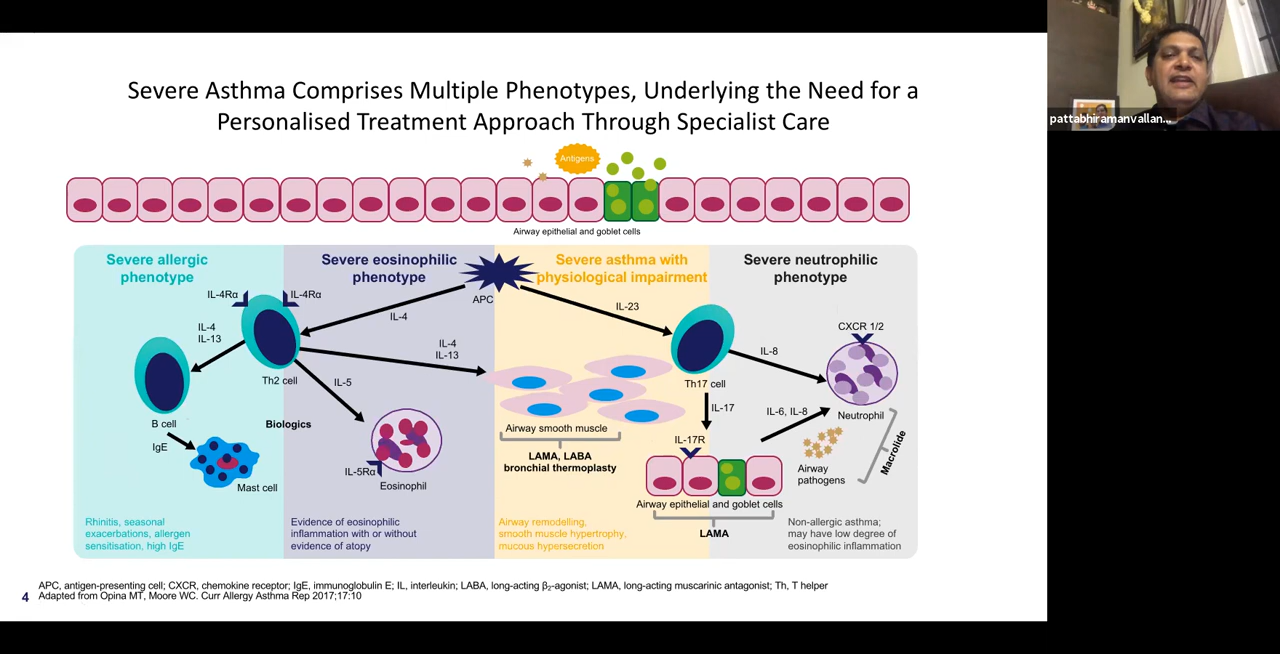 Severe Asthma Comprises Multiple Phenotypes, Underlying the Need for a
Personalised Treatment Approach Through Specialist Care
pattabhiramanvallan...
Antigens
Airway epithelial and goblet cells
Severe allergic
phenotype
Severe eosinophilic
phenotype
Severe asthma with
physiological impairment
Severe neutrophilic
phenotype
IL-4Rα
IL-4Rα
APC
IL-4
IL-23
IL-4
IL-13
IL-4
IL-13
CXCR 1/2
IL-8
Th2 cell
IL-5
Th17 cell
B cell
Biologics
IgE
Mast cell
IL-5Rα
Eosinophil
Airway smooth muscle
LAMA, LABA
bronchial thermoplasty
IL-17
IL-17R
IL-6, IL-8
Neutrophil
Airway
pathogens
Macrolide
Airway epithelial and goblet cells
LAMA
Rhinitis, seasonal
exacerbations, allergen
sensitisation, high IgE
Evidence of eosinophilic
inflammation with or without
evidence of atopy
Airway remodelling,
smooth muscle hypertrophy,
mucous hypersecretion
Non-allergic asthma;
may have low degree of
eosinophilic inflammation
APC, antigen-presenting cell; CXCR, chemokine receptor; IgE, immunoglobulin E; IL, interleukin; LABA, long-acting β₂-agonist; LAMA, long-acting muscarinic antagonist; Th, T helper
4 Adapted from Opina MT, Moore WC. Curr Allergy Asthma Rep 2017;17:10